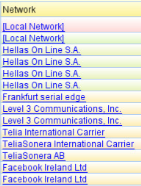 Network
[Local Network]
[Local Network]
Hellas On Line S.A.
Hellas On Line S.A.
Hellas On Line S.A.
Hellas On Line S.A.
Frankfurt serial edge
Level 3 Communications, Inc.
Level 3 Communications, Inc.
Telia International Carrier
TeliaSonera International Carrier
TeliaSonera AB
Facebook Ireland Ltd
Facebook Ireland Ltd